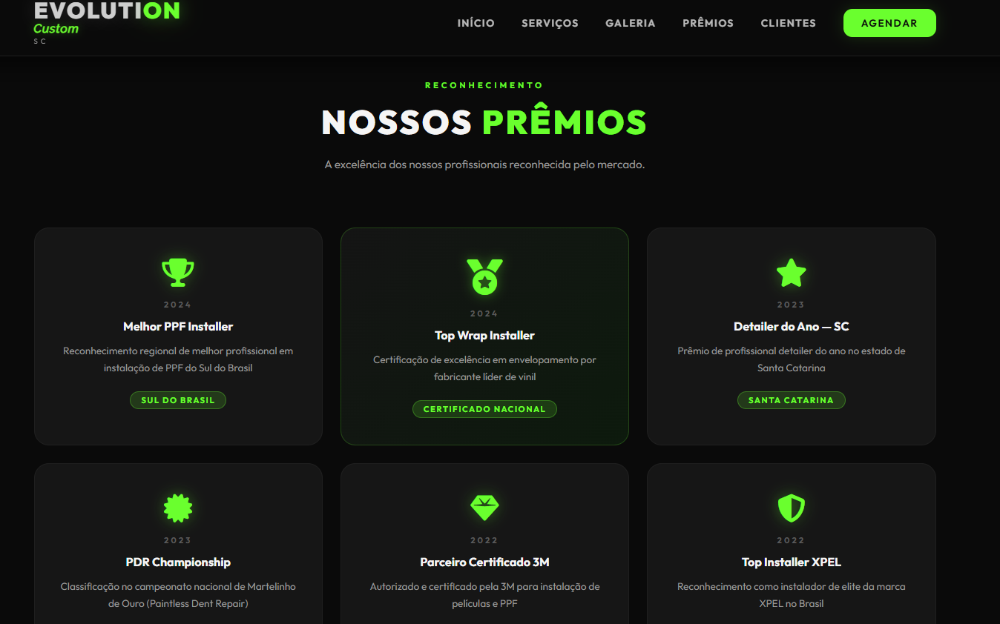 EVOLUTION
Custom
SC
INÍCIO SERVIÇOS GALERIA PRÊMIOS CLIENTES AGENDAR
RECONHECIMENTO
NOSSOS PRÊMIOS
A excelência dos nossos profissionais reconhecida pelo mercado.
2024
Melhor PPF Installer
Reconhecimento regional de melhor profissional em
instalação de PPF do Sul do Brasil
SUL DO BRASIL
2024
Top Wrap Installer
Certificação de excelência em envelopamento por
fabricante líder de vinil
CERTIFICADO NACIONAL
2023
Detailer do Ano — SC
Prêmio de profissional detailer do ano no estado de
Santa Catarina
SANTA CATARINA
2023
PDR Championship
Classificação no campeonato nacional de Martelinho
de Ouro (Paintless Dent Repair)
2022
Parceiro Certificado 3M
Autorizado e certificado pela 3M para instalação de
películas e PPF
2022
Top Installer XPEL
Reconhecimento como instalador de elite da marca
XPEL no Brasil